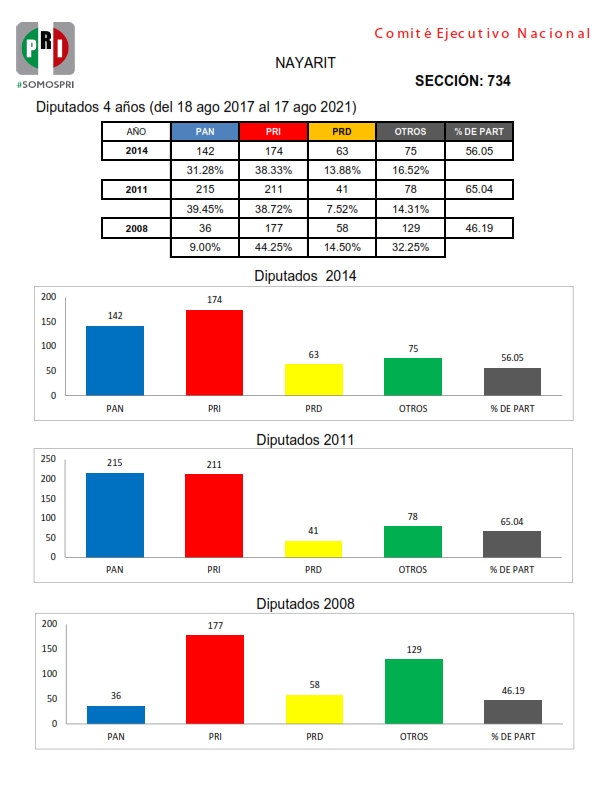 Comité Ejecutivo Nacional
PRI
#SOMOSPRI
NAYARIT
SECCIÓN: 734
Diputados 4 años (del 18 ago 2017 al 17 ago 2021)
AÑO PAN PRI PRD OTROS % DE PART
2014 142 174 63 75 56.05
31.28% 38.33% 13.88% 16.52%
2011 215 211 41 78 65.04
39.45% 38.72% 7.52% 14.31%
2008 36 177 58 129 46.19
9.00% 44.25% 14.50% 32.25%
Diputados 2014
200
150
100
50
0
142
174
63
75
56.05
PAN PRI PRD OTROS % DE PART
Diputados 2011
250
200
150
100
50
0
215
211
41
78
65.04
PAN PRI PRD OTROS % DE PART
Diputados 2008
200
150
100
50
0
36
177
58
129
46.19
PAN PRI PRD OTROS % DE PART